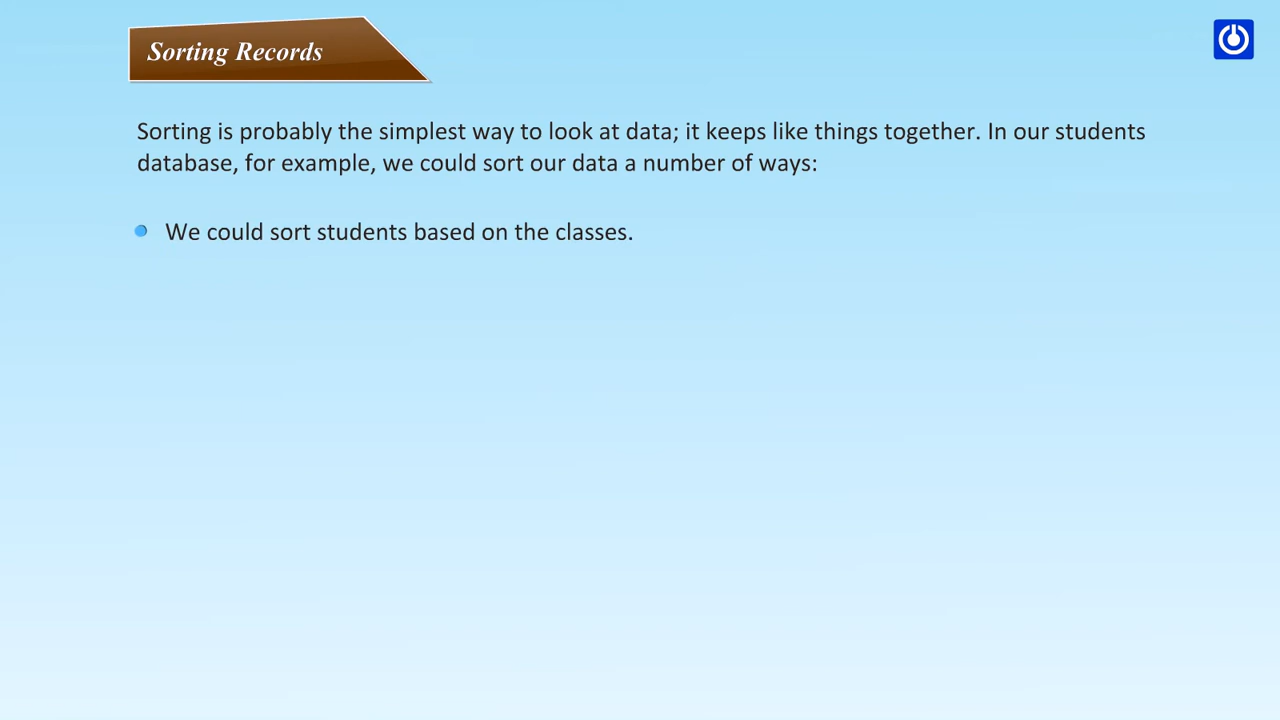 Sorting Records
Sorting is probably the simplest way to look at data; it keeps like things together. In our students
database, for example, we could sort our data a number of ways:
We could sort students based on the classes.